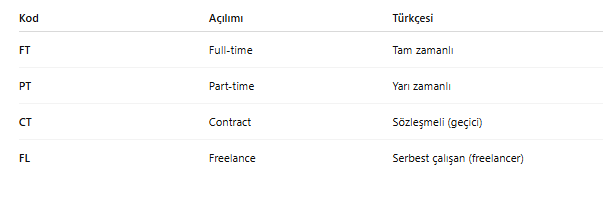 Kod Açılımı Türkçesi
FT Full-time Tam zamanlı
PT Part-time Yarı zamanlı
CT Contract Sözleşmeli (geçici)
FL Freelance Serbest çalışan (freelancer)